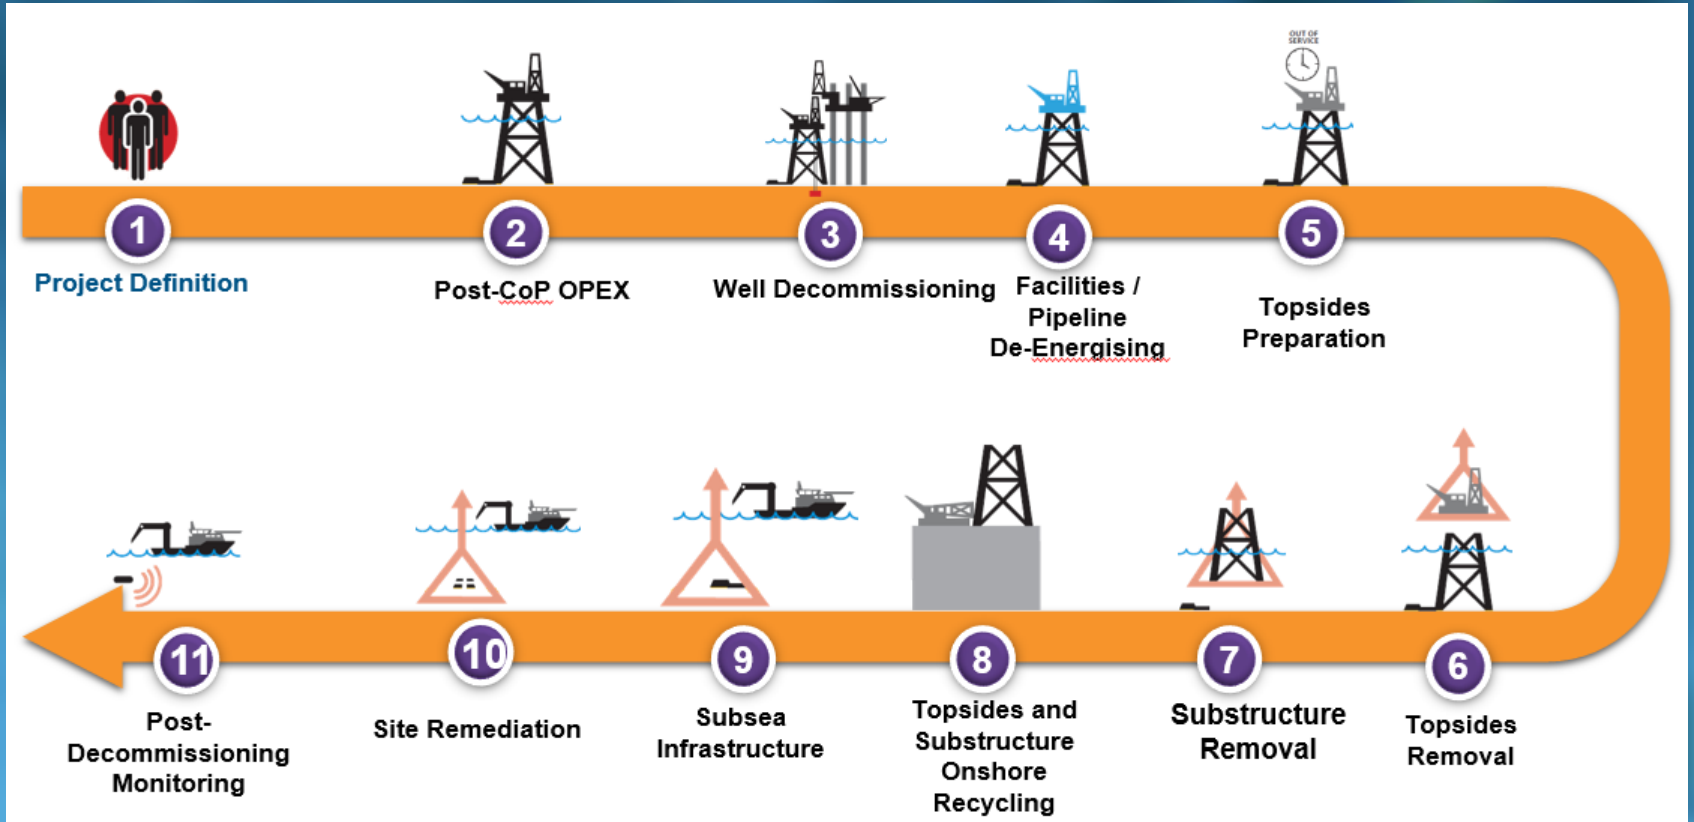 OUT OF
SERVICE
1
2
3
4
5
Project Definition
Post-CoP OPEX
Well Decommissioning
Facilities /
Pipeline
De-Energising
Topsides
Preparation
11
10
9
8
7
6
Post-
Decommissioning
Monitoring
Site Remediation
Subsea
Infrastructure
Topsides and
Substructure
Onshore
Recycling
Substructure
Removal
Topsides
Removal